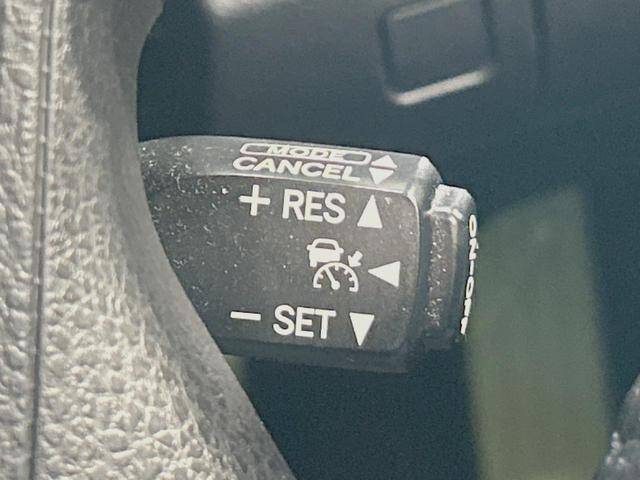 MODE
CANCEL
+ RES
- SET
ON-OFF